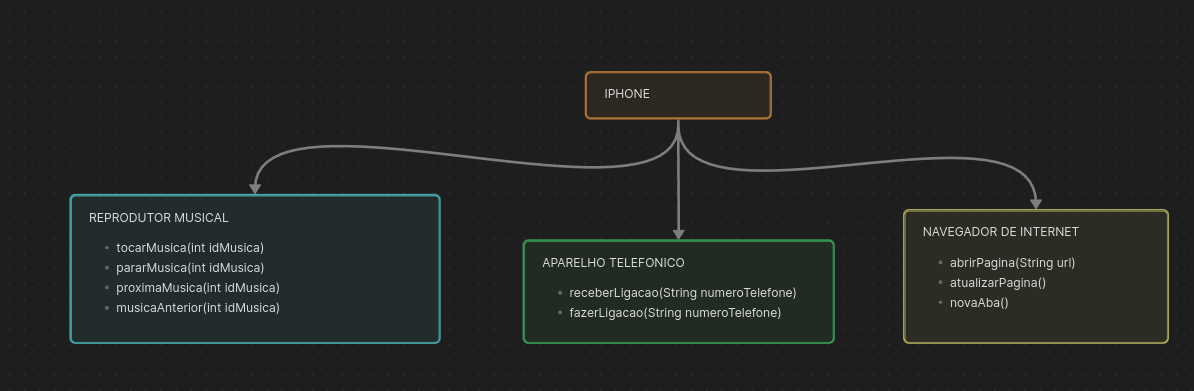 IPHONE
REPRODUTOR MUSICAL
tocarMusica(int idMusica)
pararMusica(int idMusica)
proximaMusica(int idMusica)
musicaAnterior(int idMusica)
APARELHO TELEFONICO
receberLigacao(String numeroTelefone)
fazerLigacao(String numeroTelefone)
NAVEGADOR DE INTERNET
abrirPagina(String url)
atualizarPagina()
novaAba()